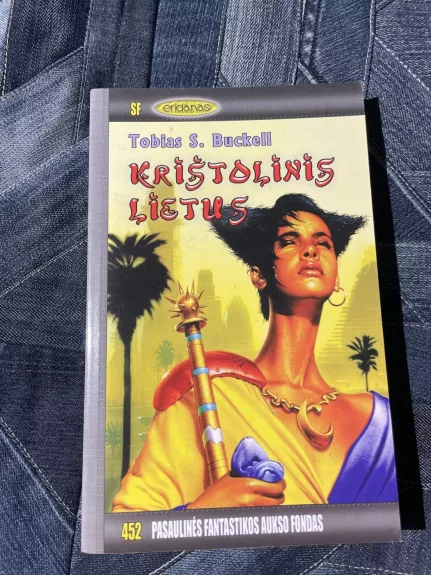 SF eridanas
Tobias S. Buckell
KRIŠTOLINIS
LIETUS
452 PASAULINĖS FANTASTIKOS AUKSO FONDAS